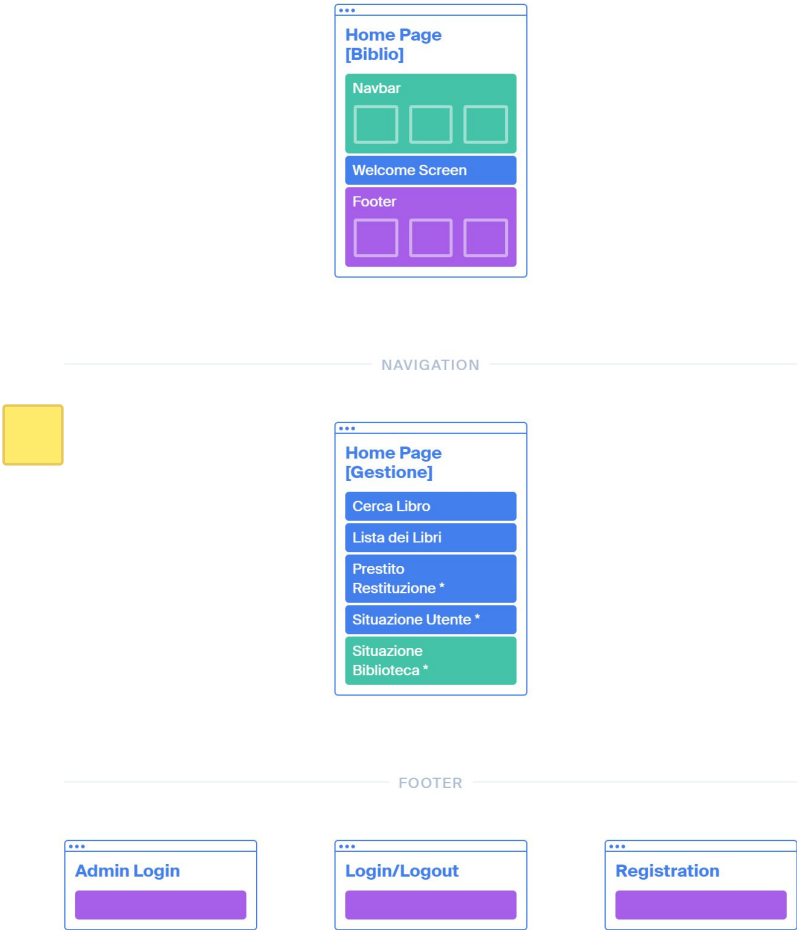 Home Page
[Biblio]
Navbar
Welcome Screen
Footer
NAVIGATION
Home Page
[Gestione]
Cerca Libro
Lista dei Libri
Prestito
Restituzione *
Situazione Utente *
Situazione
Biblioteca *
FOOTER
Admin Login
Login/Logout
Registration